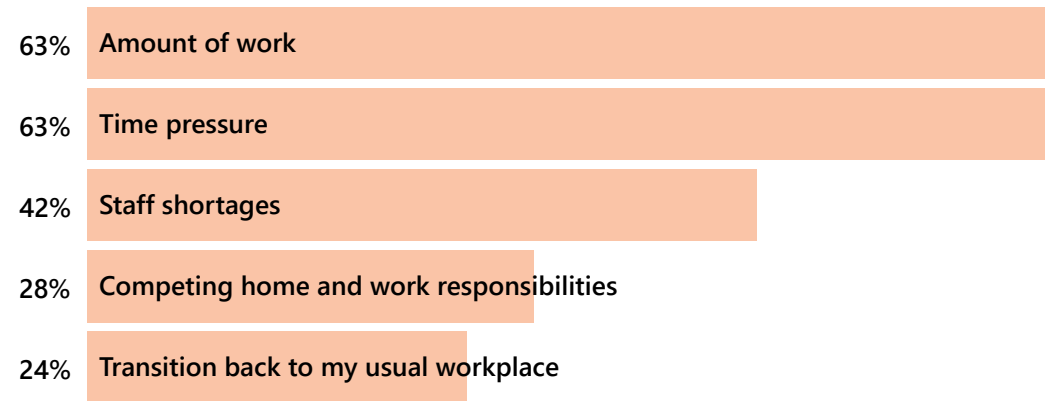 63% Amount of work
63% Time pressure
42% Staff shortages
28% Competing home and work responsibilities
24% Transition back to my usual workplace